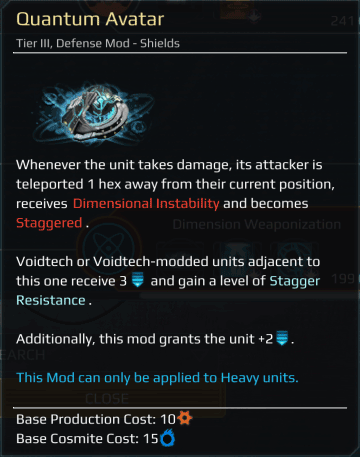 Quantum Avatar
241
Tier III, Defense Mod - Shields
Whenever the unit takes damage, its attacker is
teleported 1 hex away from their current position,
receives Dimensional Instability and becomes
Staggered .
Dimension Weaponization
Voidtech or Voidtech-modded units adjacent to
this one receive 3 and gain a level of Stagger
Resistance .
199
Additionally, this mod grants the unit +2 .
EARCH
This Mod can only be applied to Heavy units.
CLOSE
Base Production Cost: 10
Base Cosmite Cost: 15